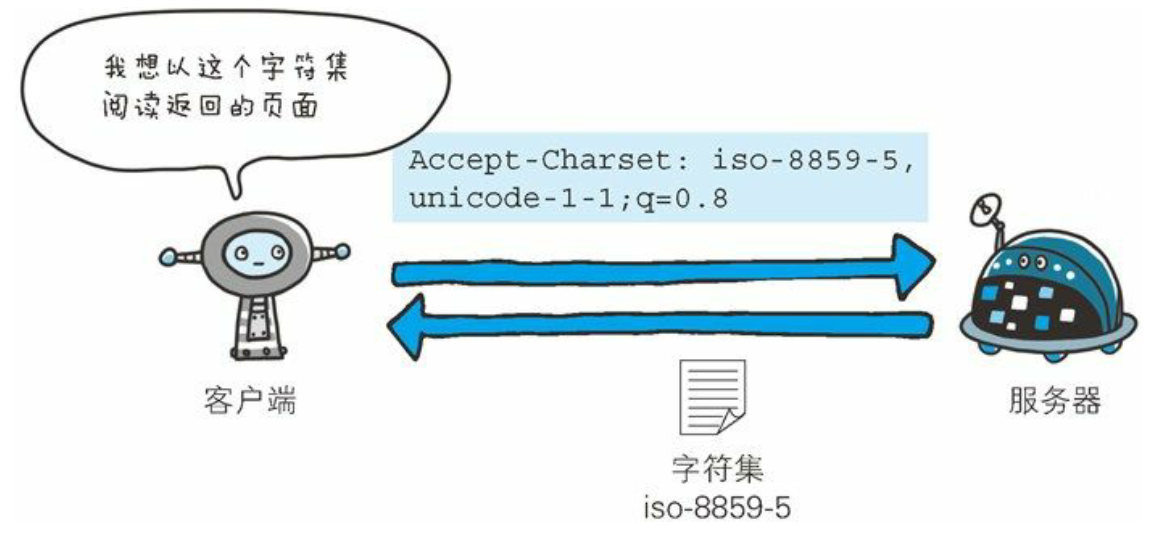 我想以这个字符集
阅读返回的页面
Accept-Charset: iso-8859-5,
unicode-1-1;q=0.8
客户端
服务器
字符集
iso-8859-5